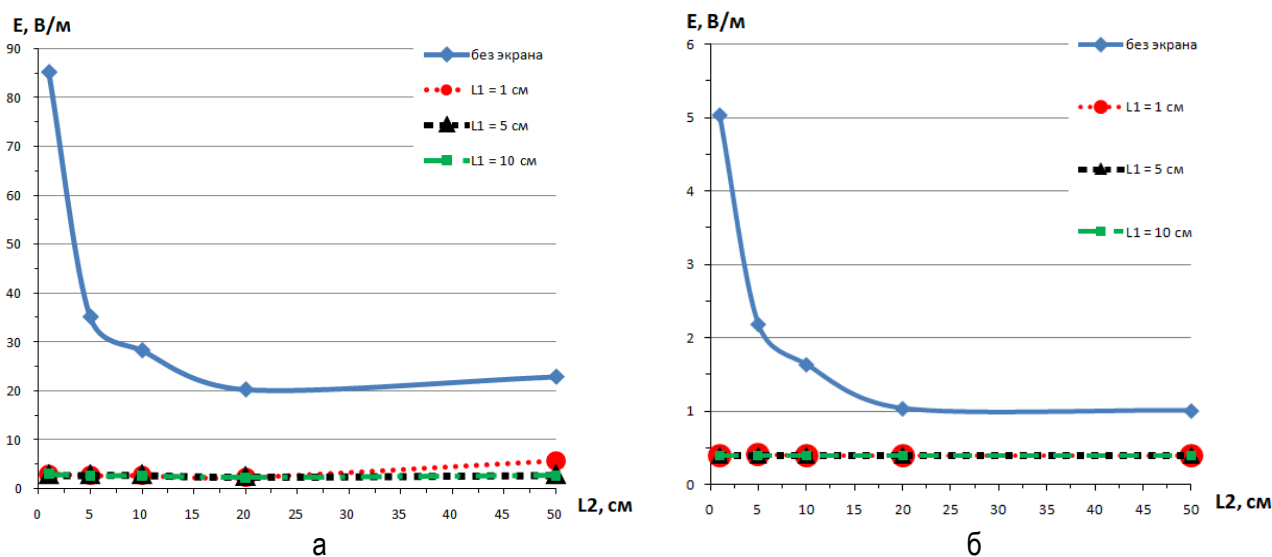 E, В/м
90
80
70
60
50
40
30
20
10
0
0 5 10 15 20 25 30 35 40 45 50
L2, см
без экрана
L1 = 1 см
L1 = 5 см
L1 = 10 см
а
E, В/м
6
5
4
3
2
1
0
0 5 10 15 20 25 30 35 40 45 50
L2, см
без экрана
L1 = 1 см
L1 = 5 см
L1 = 10 см
б